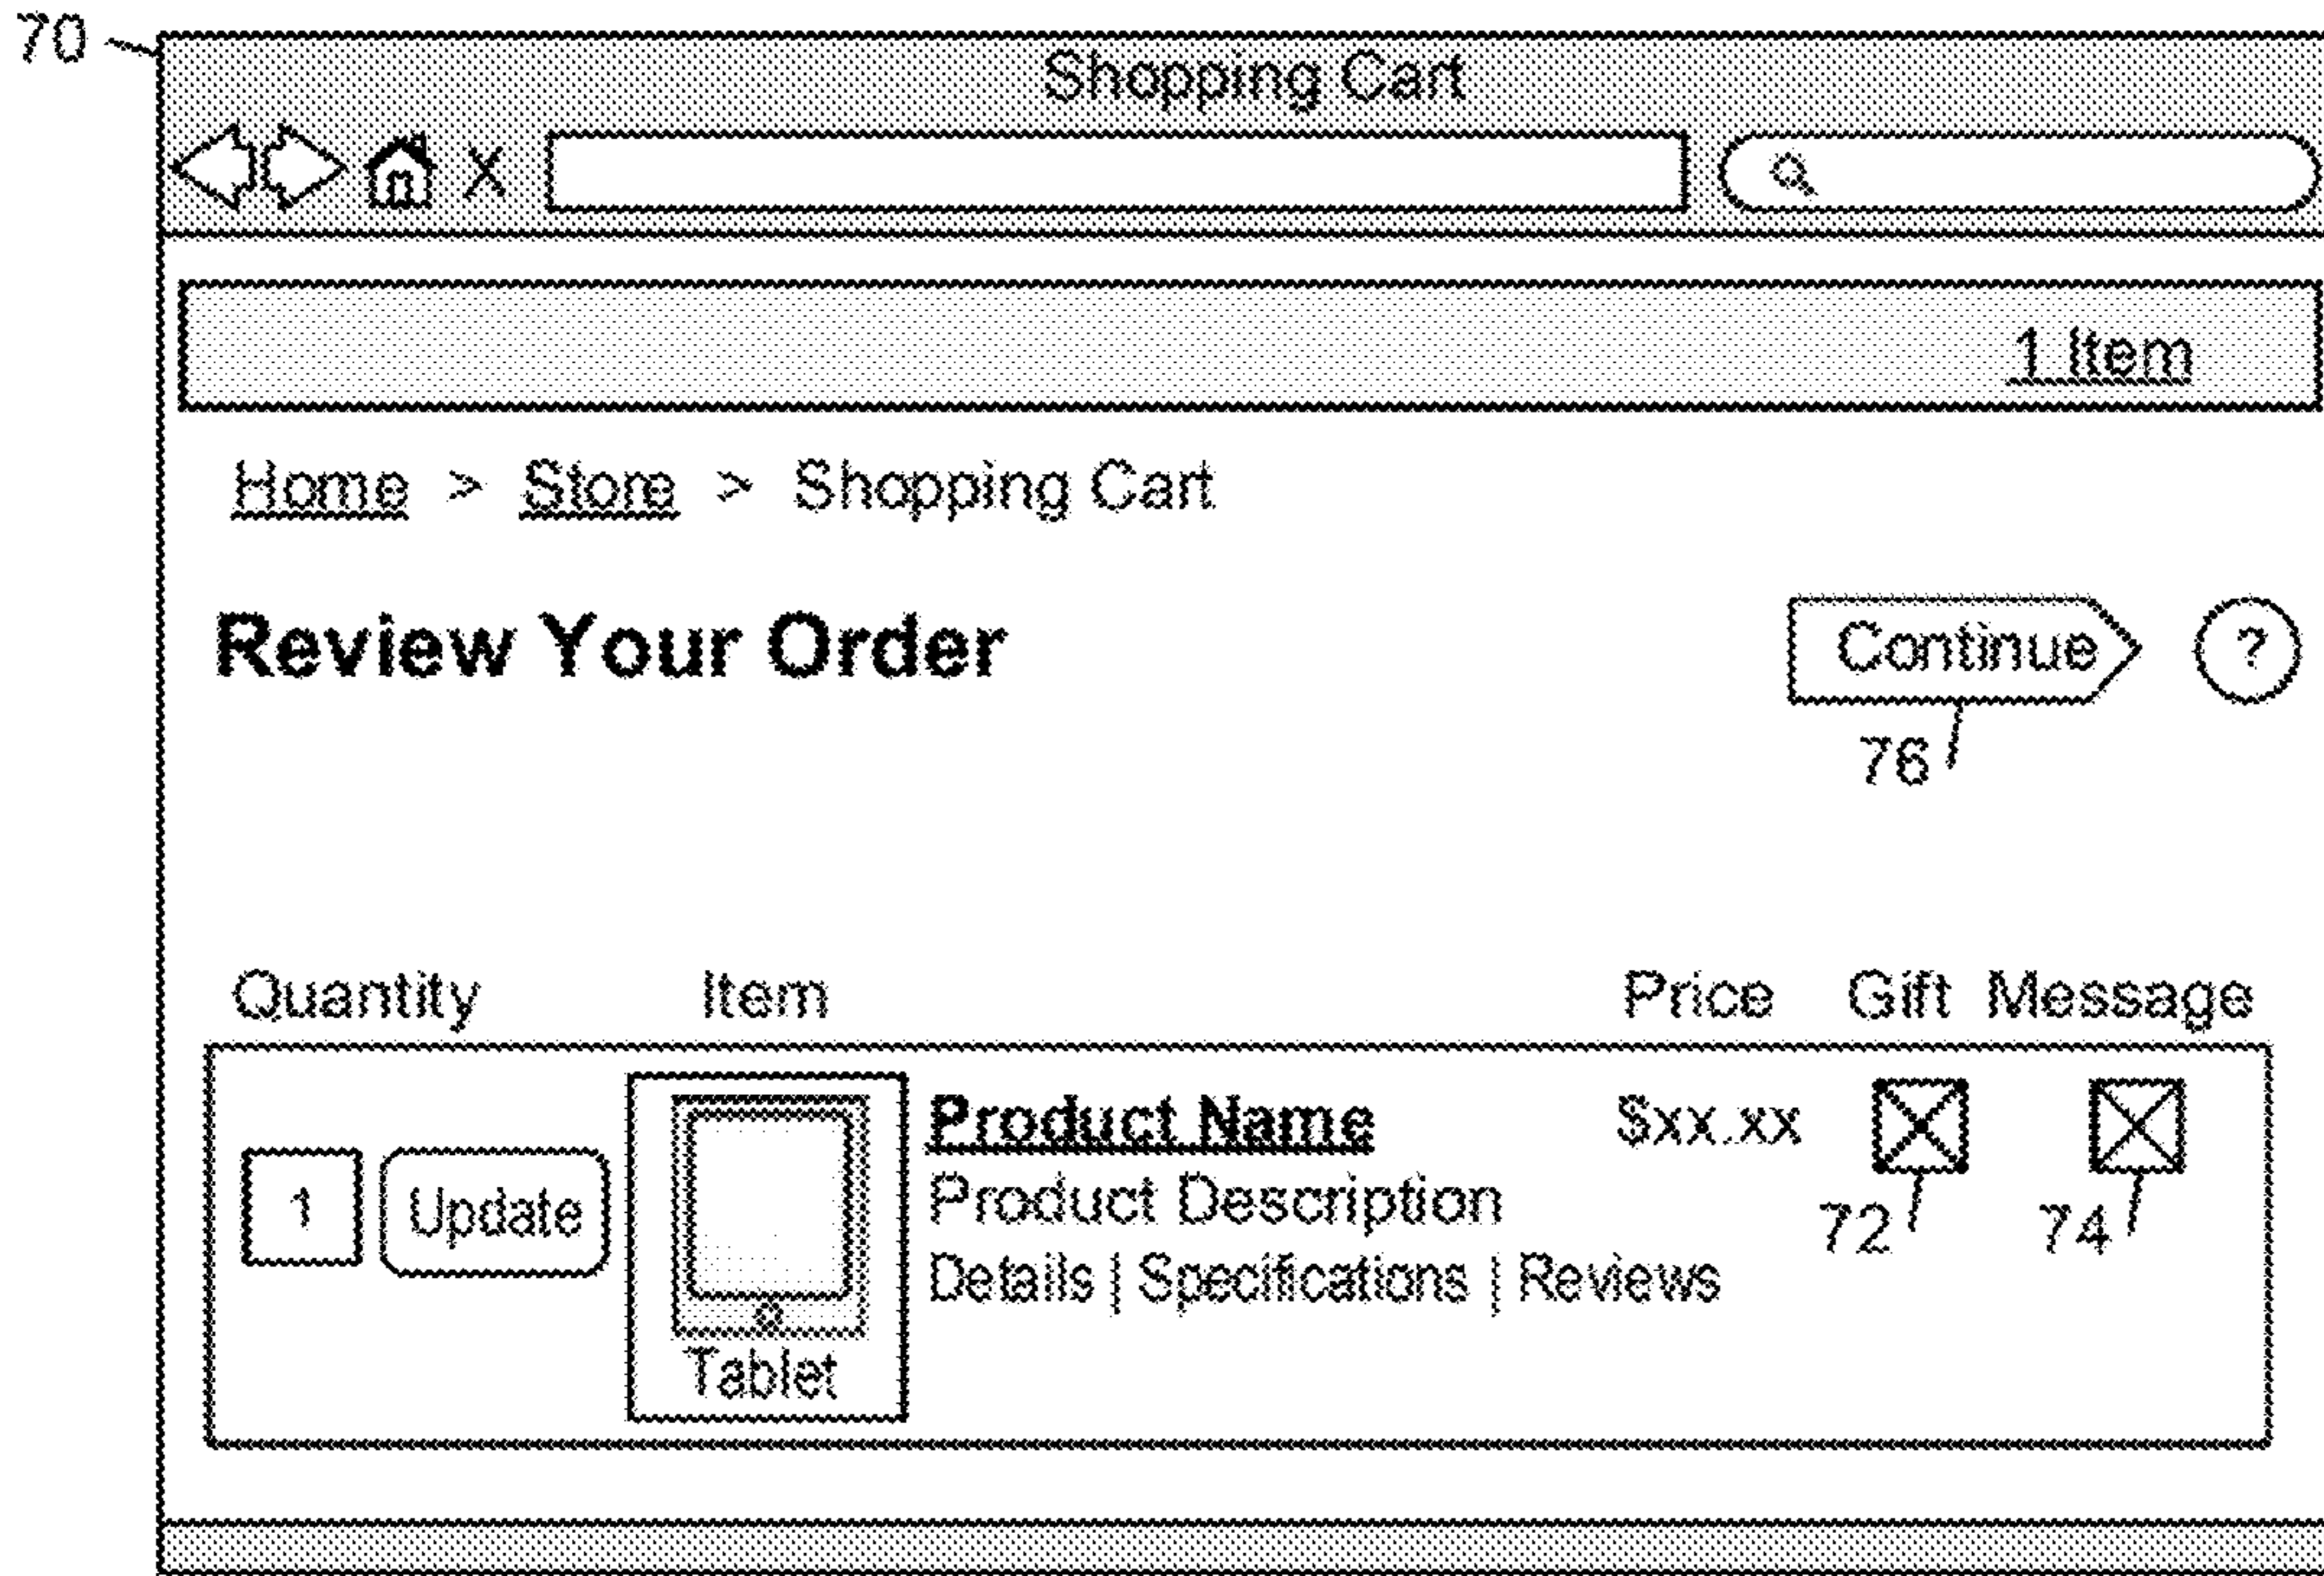 70
Shopping Cart
X
1 Item
Home > Store > Shopping Cart
Review Your Order
Continue
?
76
Quantity Item Price Gift Message
Product Name $xx.xx
1 Update
Product Description
72 74
Details | Specifications | Reviews
Tablet